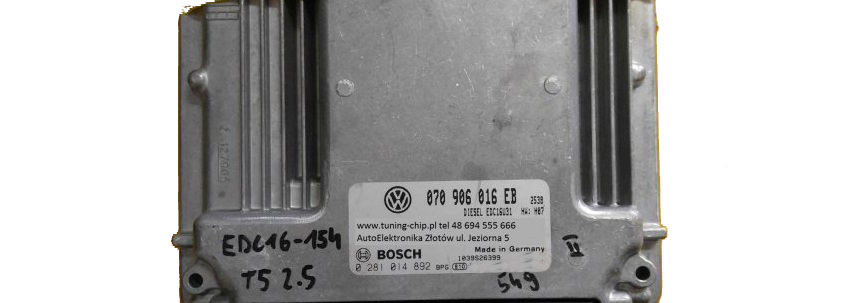 070 906 016 EB 2538
DIESEL EDC16U31 HW: H07
www.tuning-chip.pl tel 48 694 555 666
AutoElektronika Złotów ul. Jeziorna 5
Made in Germany
BOSCH 1039S26399
0 281 014 892 BPG
EDC16-154
T5 2.5
549
II